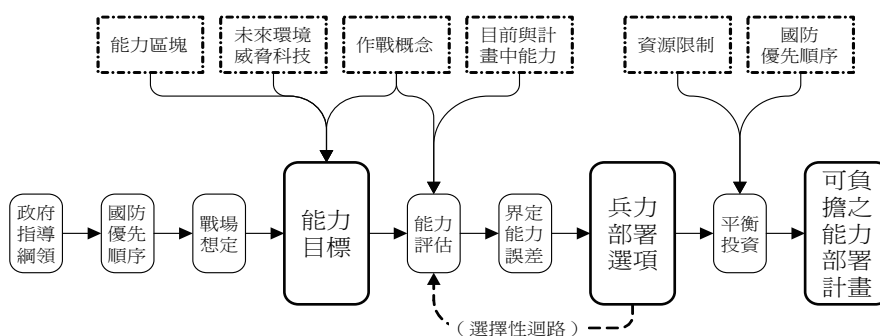 能力區塊
未來環境
威脅科技
作戰概念
目前與計
畫中能力
資源限制
國防
優先順序
政府
指導
綱領
國防
優先
順序
戰場
想定
能力
目標
能力
評估
界定
能力
誤差
兵力
部署
選項
平衡
投資
可負
擔之
能力
部署
計畫
（選擇性迴路）